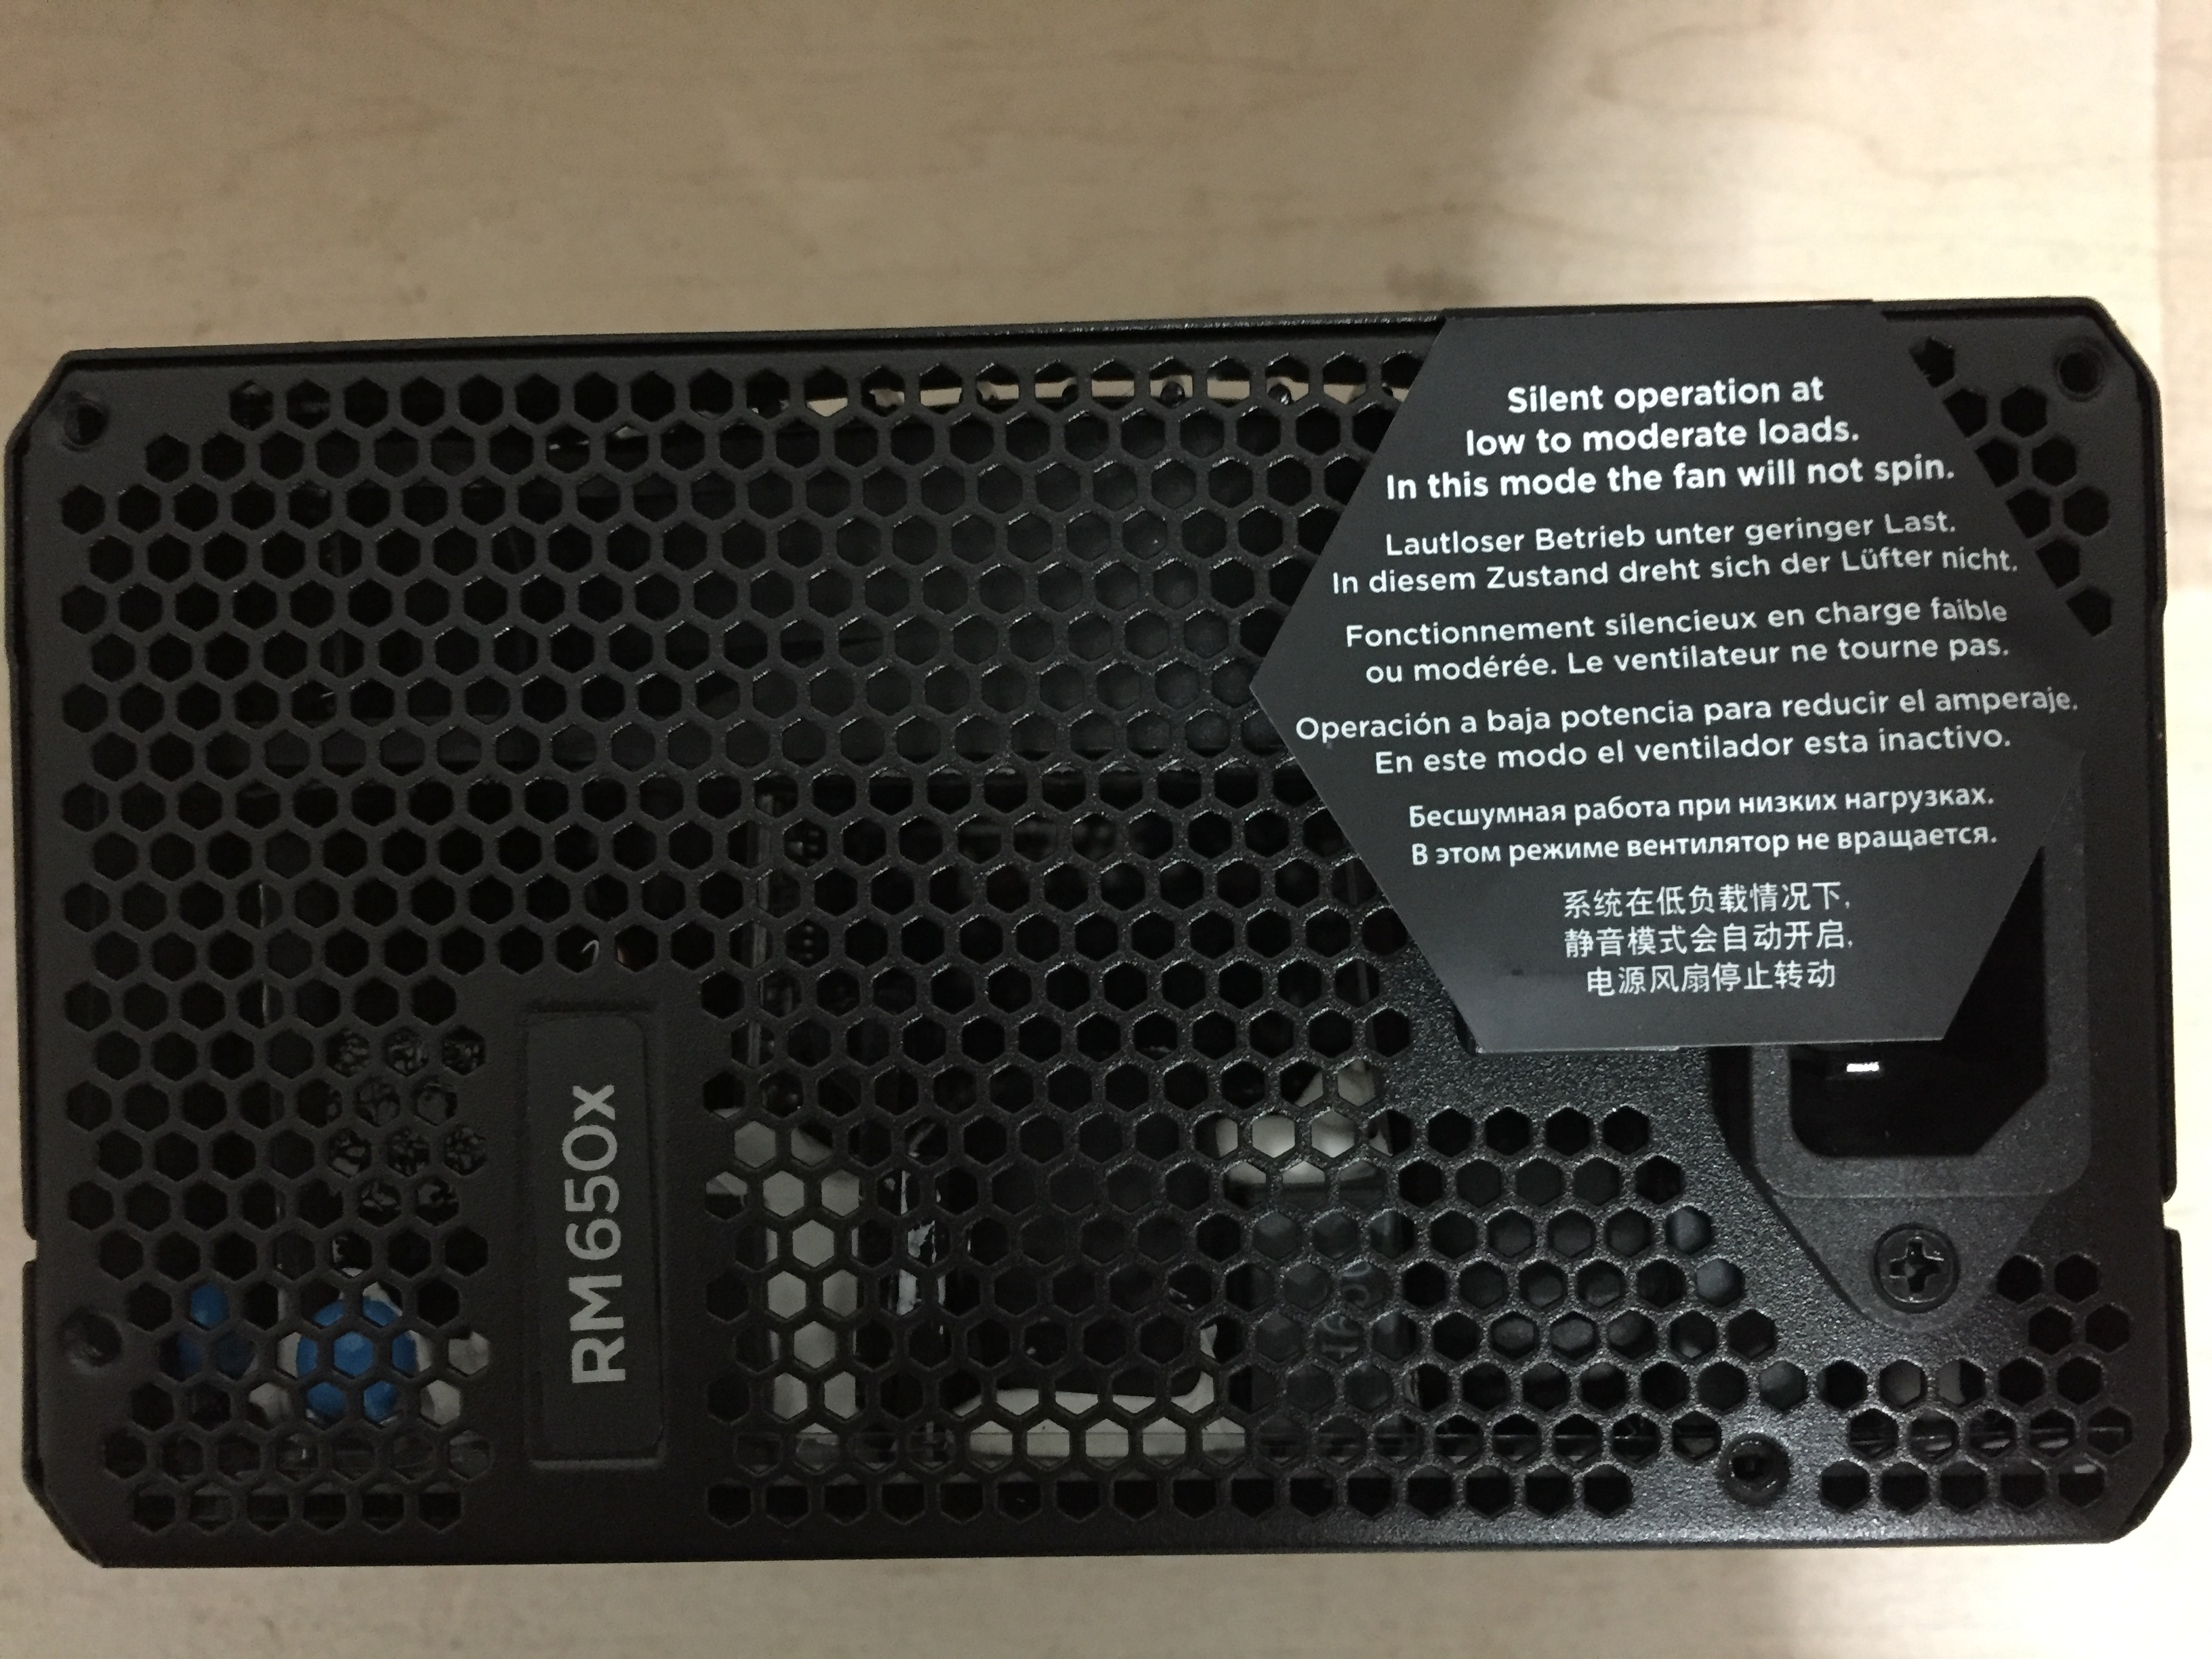 Silent operation at
low to moderate loads.
In this mode the fan will not spin.
Lautloser Betrieb unter geringer Last.
In diesem Zustand dreht sich der Lüfter nicht.
Fonctionnement silencieux en charge faible
ou modérée. Le ventilateur ne tourne pas.
Operación a baja potencia para reducir el amperaje.
En este modo el ventilador esta inactivo.
Бесшумная работа при низких нагрузках.
В этом режиме вентилятор не вращается.
系统在低负载情况下,
静音模式会自动开启,
电源风扇停止转动
RM650x